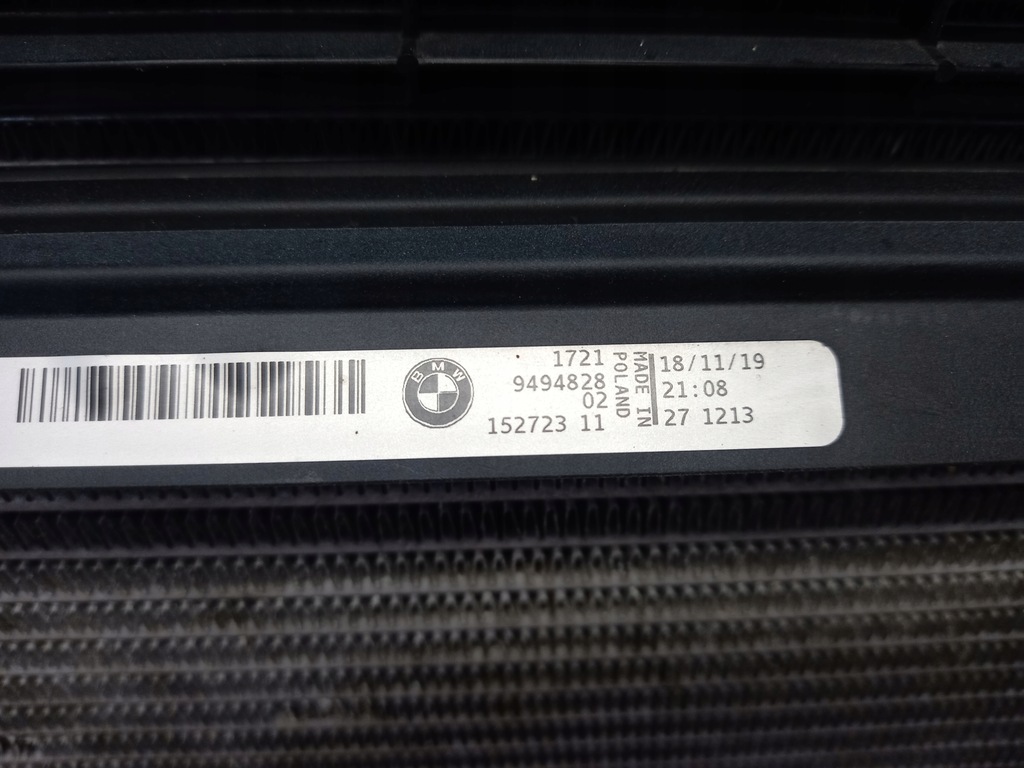 BMW
1721
9494828
02
152723 11
MADE IN
POLAND
18/11/19
21:08
27 1213